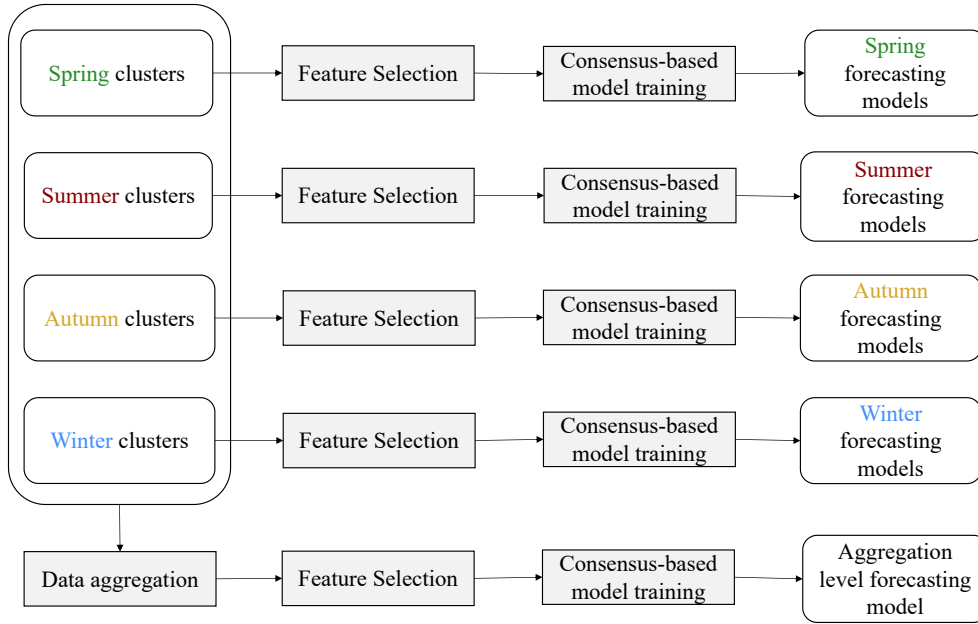 Spring clusters
Feature Selection
Consensus-based
model training
Spring
forecasting
models
Summer clusters
Feature Selection
Consensus-based
model training
Summer
forecasting
models
Autumn clusters
Feature Selection
Consensus-based
model training
Autumn
forecasting
models
Winter clusters
Feature Selection
Consensus-based
model training
Winter
forecasting
models
Data aggregation
Feature Selection
Consensus-based
model training
Aggregation
level forecasting
model